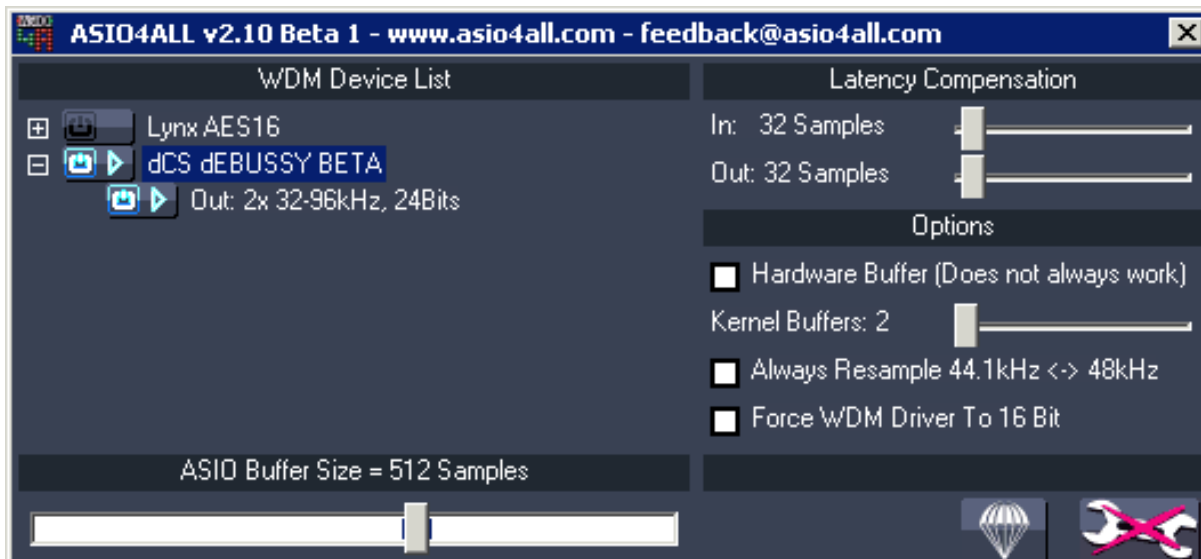 ASIO4ALL v2.10 Beta 1 - www.asio4all.com - feedback@asio4all.com
WDM Device List
Lynx AES16
dCS dEBUSSY BETA
Out: 2x 32-96kHz, 24Bits
ASIO Buffer Size = 512 Samples
Latency Compensation
In: 32 Samples
Out: 32 Samples
Options
Hardware Buffer (Does not always work)
Kernel Buffers: 2
Always Resample 44.1kHz <-> 48kHz
Force WDM Driver To 16 Bit